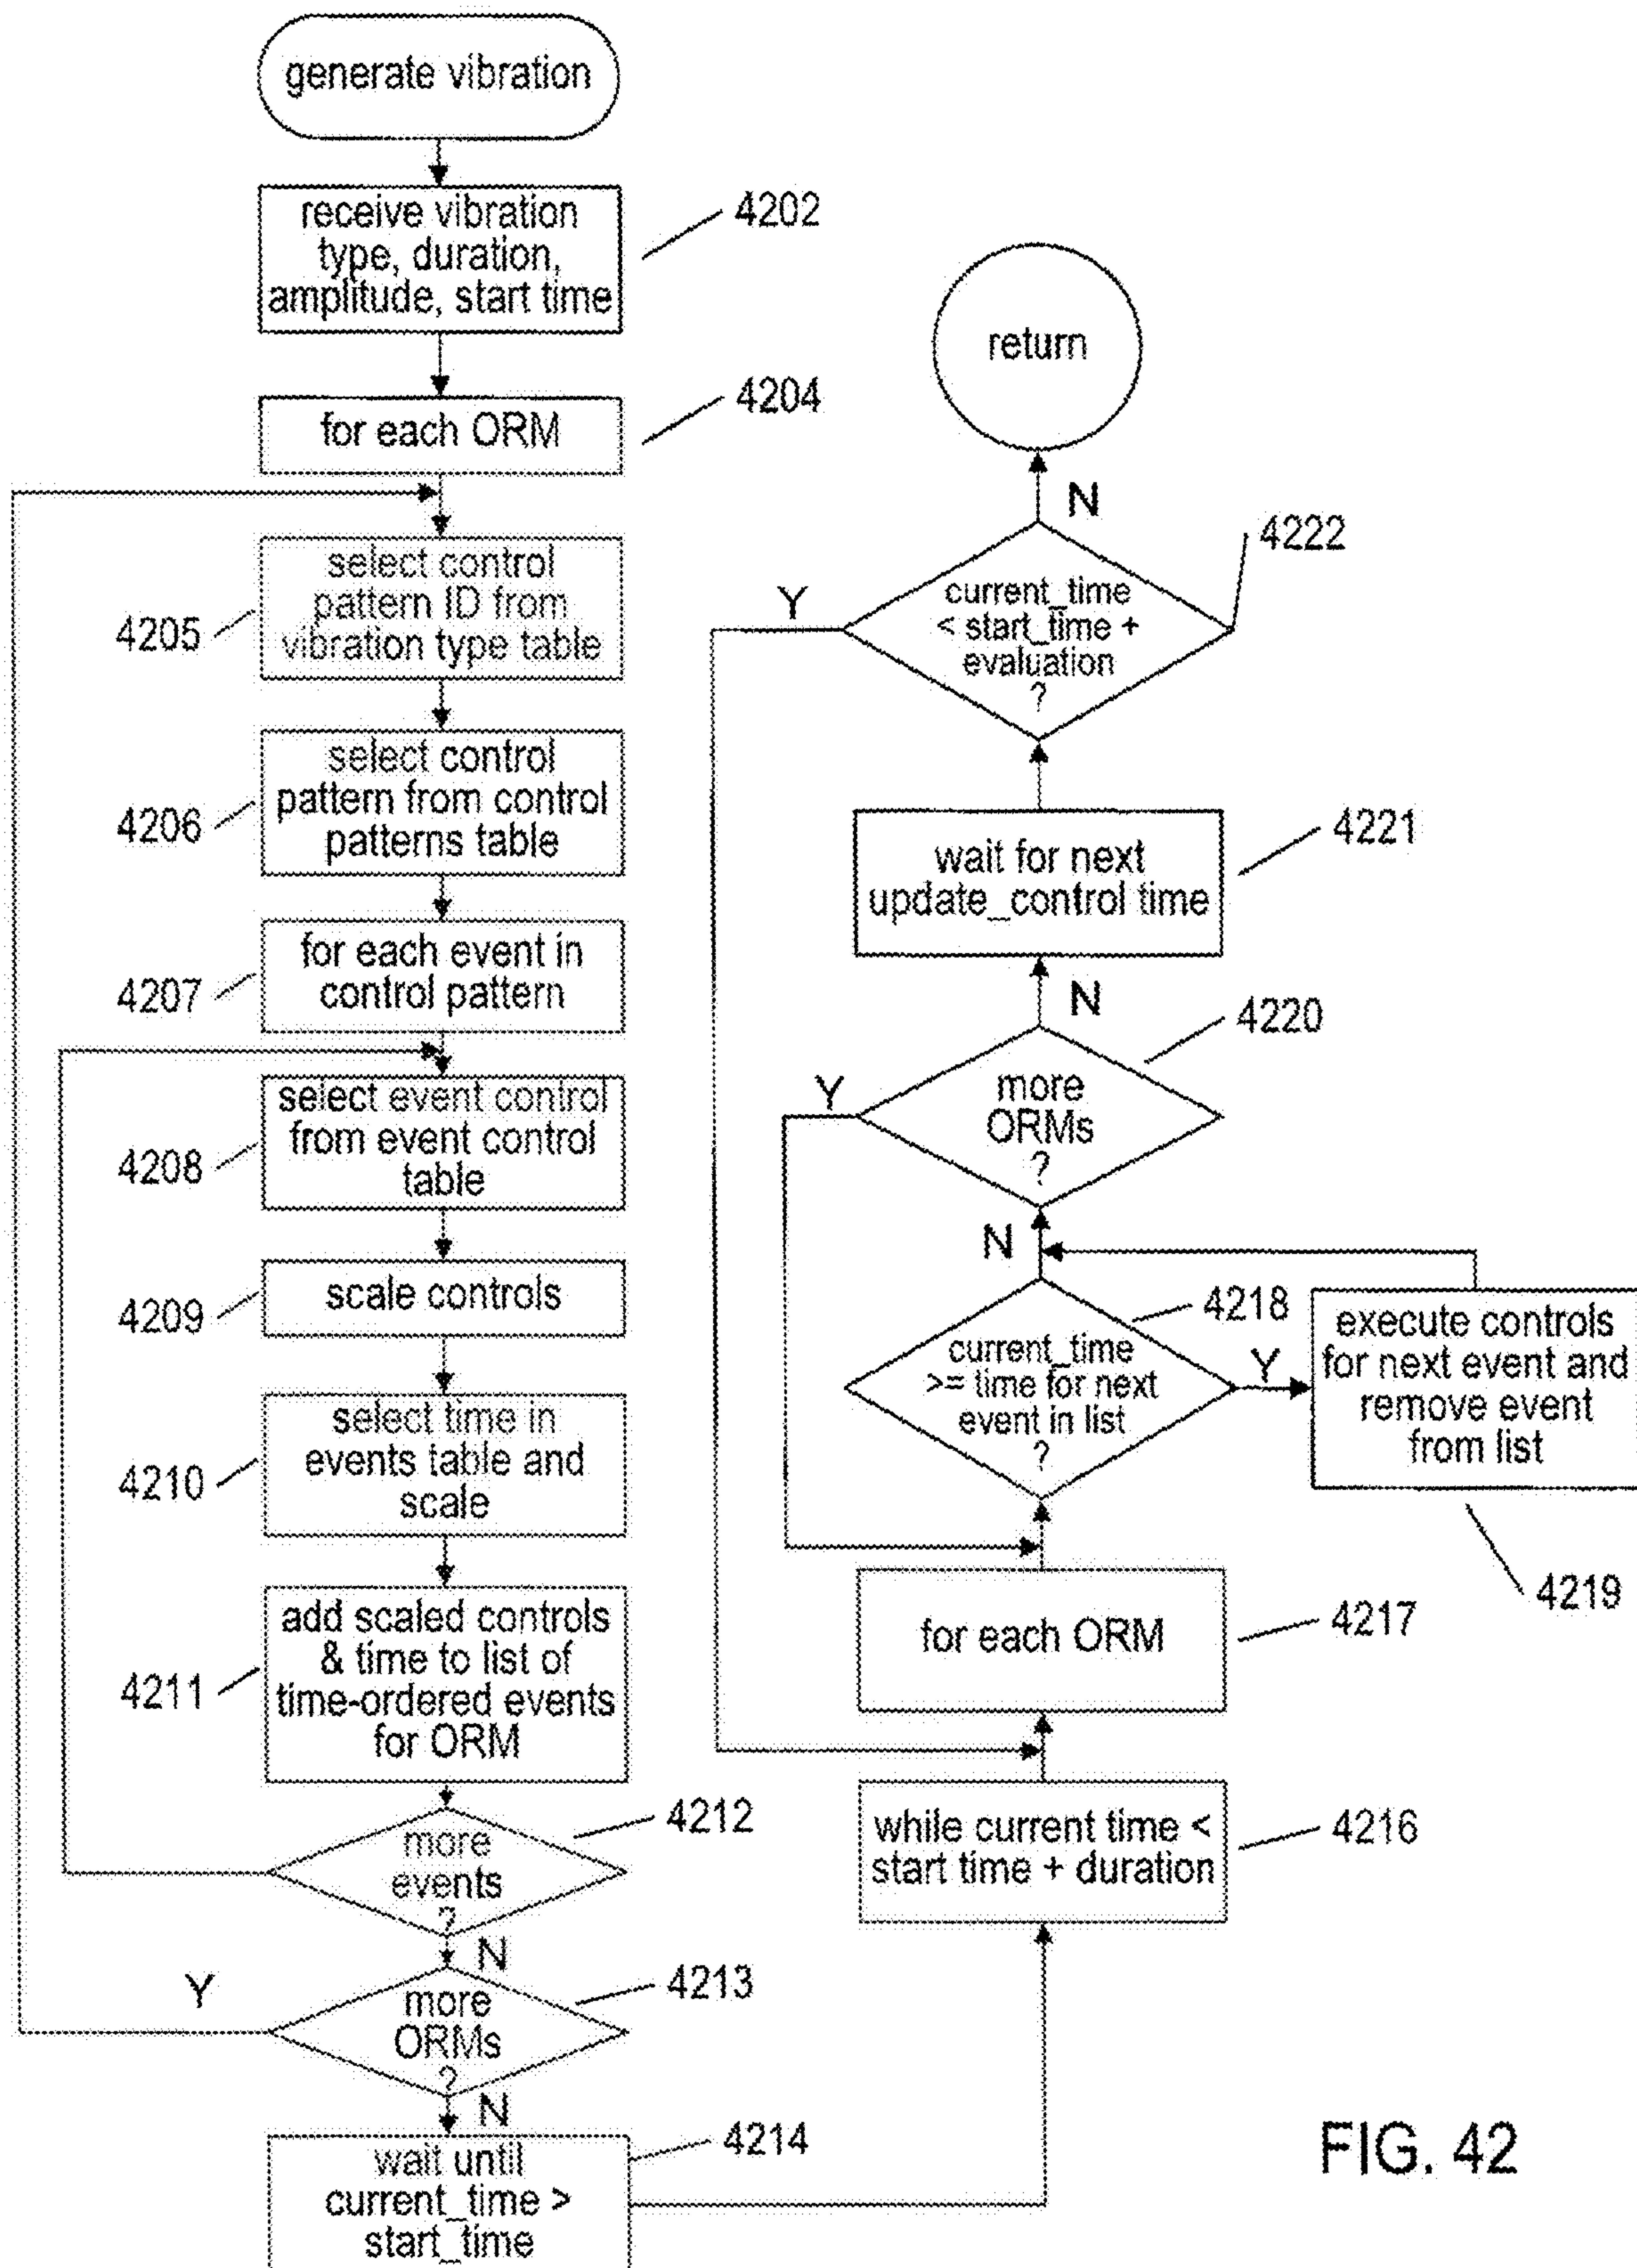 generate vibration
receive vibration
type, duration,
amplitude, start time
4202
for each ORM
4204
select control
pattern ID from
vibration type table
4205
select control
pattern from control
patterns table
4206
for each event in
control pattern
4207
select event control
from event control
table
4208
scale controls
4209
select time in
events table and
scale
4210
add scaled controls
& time to list of
time-ordered events
for ORM
4211
more
events
?
4212
N
more
ORMs
?
4213
Y
N
wait until
current_time >
start_time
4214
return
N
current_time
< start_time +
evaluation
?
4222
Y
wait for next
update_control time
4221
N
more
ORMs
?
4220
Y
N
current_time
>= time for next
event in list
?
4218
Y
execute controls
for next event and
remove event
from list
4219
for each ORM
4217
while current time <
start time + duration
4216
FIG. 42